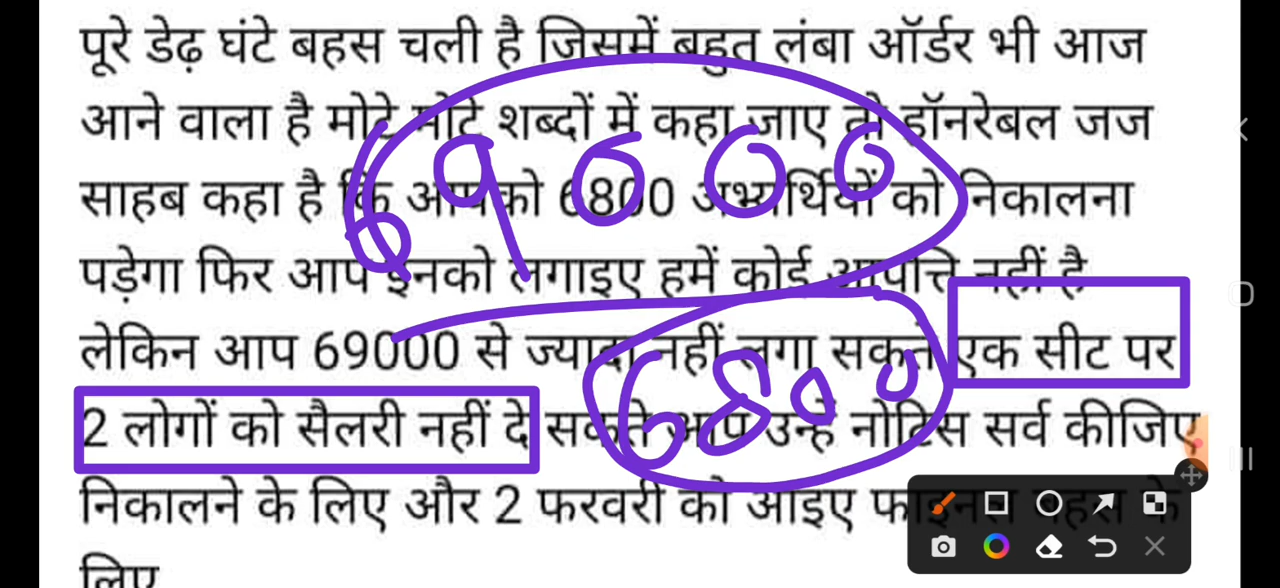 पूरे डेढ़ घंटे बहस चली है जिसमें बहुत लंबा ऑर्डर भी आज
आने वाला है मोटे मोटे शब्दों में कहा जाए तो हॉनरेबल जज
साहब कहा है कि आपको 6800 अभ्यर्थियों को निकालना
पड़ेगा फिर आप इनको लगाइए हमें कोई आपत्ति नहीं है
लेकिन आप 69000 से ज्यादा नहीं लगा सकते एक सीट पर
2 लोगों को सैलरी नहीं दे सकते आप उन्हें नोटिस सर्व कीजिए
निकालने के लिए और 2 फरवरी को आइए फाइनल बहस के
लिए
69000
6800